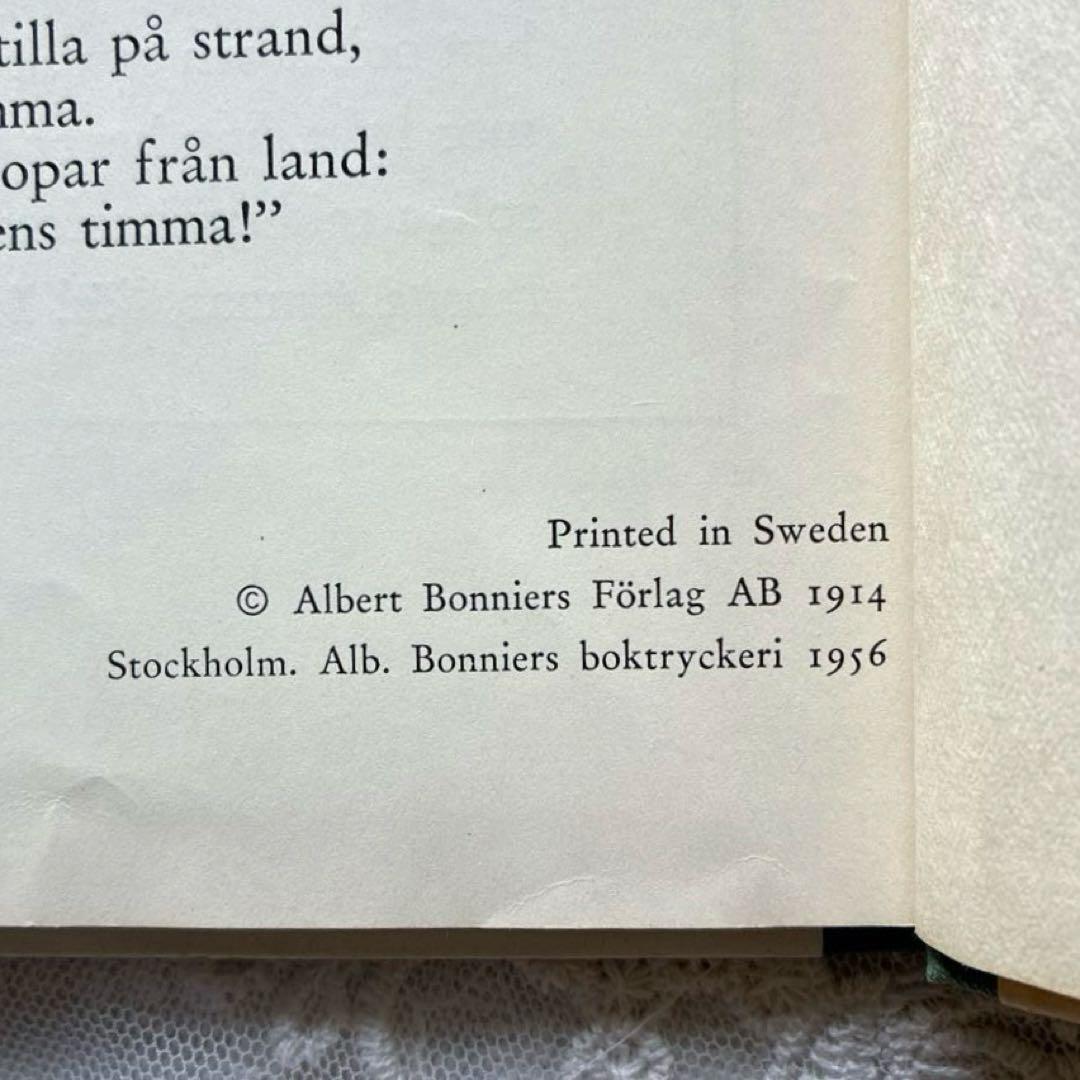 tilla på strand,
mma.
opar från land:
ens timma!”
Printed in Sweden
© Albert Bonniers Förlag AB 1914
Stockholm. Alb. Bonniers boktryckeri 1956